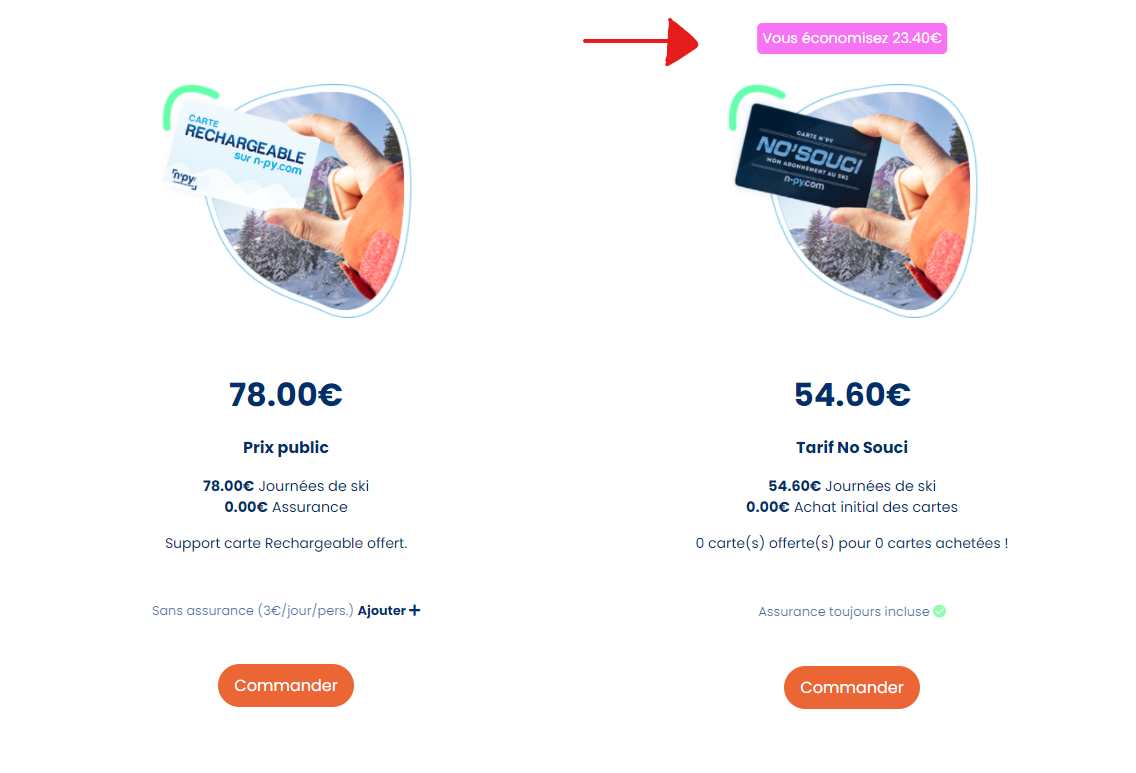 Vous économisez 23.40€
CARTE
RECHARGEABLE
sur n-py.com
n·py
78.00€
Prix public
78.00€ Journées de ski
0.00€ Assurance
Support carte Rechargeable offert.
Sans assurance (3€/jour/pers.) Ajouter +
Commander
CARTE N'PY
NO'SOUCI
MON ABONNEMENT AU SKI
n-py.com
54.60€
Tarif No Souci
54.60€ Journées de ski
0.00€ Achat initial des cartes
0 carte(s) offerte(s) pour 0 cartes achetées !
Assurance toujours incluse
Commander